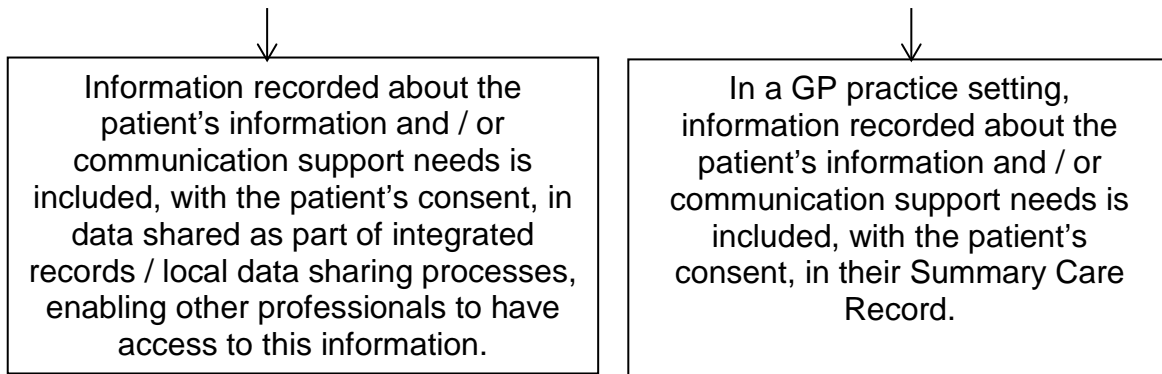 Information recorded about the
patient's information and / or
communication support needs is
included, with the patient's consent, in
data shared as part of integrated
records / local data sharing processes,
enabling other professionals to have
access to this information.
In a GP practice setting,
information recorded about the
patient's information and / or
communication support needs is
included, with the patient's
consent, in their Summary Care
Record.